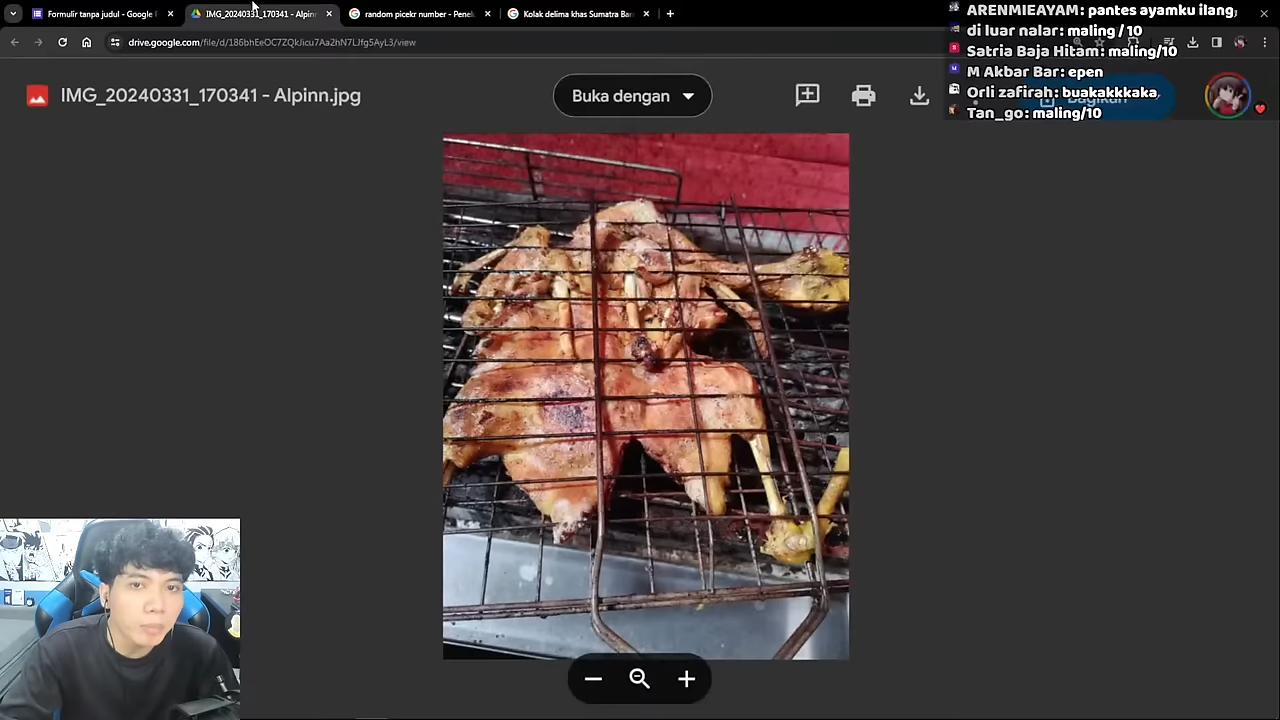 Formulir tanpa judul - Google F
IMG_20240331_170341 - Alpinn
random picekr number - Penel
Kolak delima khas Sumatra Bar
drive.google.com/file/d/186bhEeOC7ZQkJicu7Aa2hN7LJfg5AyL3/view
IMG_20240331_170341 - Alpinn.jpg
Buka dengan
ARENMIEAYAM: pantes ayamku ilang
di luar nalar: maling / 10
Satria Baja Hitam: maling/10
M Akbar Bar: epen
Orli zafirah: buakakkkaka,
Tan_go: maling/10
Bagikan